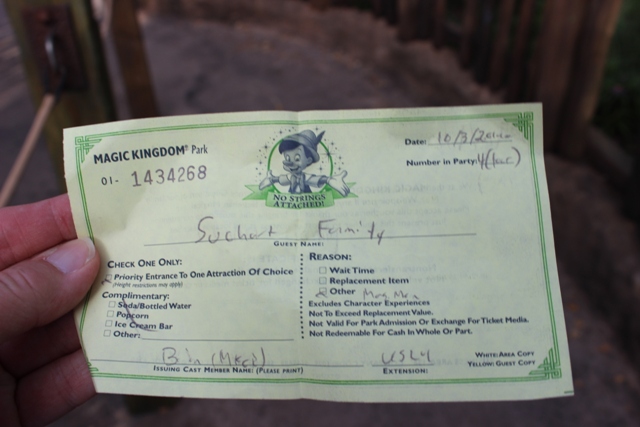 MAGIC KINGDOM® Park
01- 1434268
NO STRINGS
ATTACHED!
Date: 10/3/
Number in Party: 4 (four)
Family
GUEST NAME:
CHECK ONE ONLY:
Priority Entrance To One Attraction Of Choice
(Height restrictions may apply)
Complimentary:
Soda/Bottled Water
Popcorn
Ice Cream Bar
Other:
REASON:
Wait Time
Replacement Item
Other
Excludes Character Experiences
Not To Exceed Replacement Value.
Not Valid For Park Admission Or Exchange For Ticket Media.
Not Redeemable For Cash In Whole Or Part.
ISSUING CAST MEMBER NAME: (PLEASE PRINT)
EXTENSION:
WHITE: AREA COPY
YELLOW: GUEST COPY